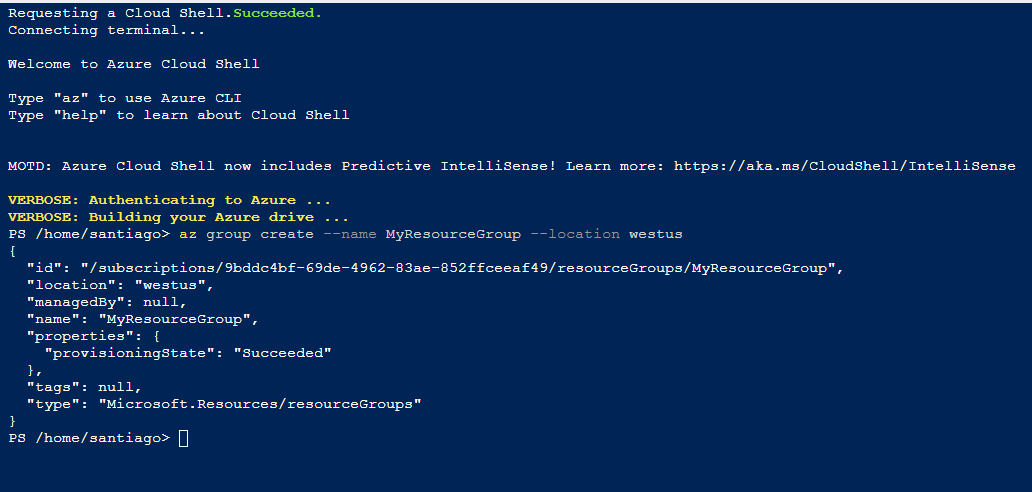 Requesting a Cloud Shell.Succeeded.
Connecting terminal...
Welcome to Azure Cloud Shell
Type "az" to use Azure CLI
Type "help" to learn about Cloud Shell
MOTD: Azure Cloud Shell now includes Predictive IntelliSense! Learn more: https://aka.ms/CloudShell/IntelliSense
VERBOSE: Authenticating to Azure ...
VERBOSE: Building your Azure drive ...
PS /home/santiago> az group create --name MyResourceGroup --location westus
{
  "id": "/subscriptions/9bddc4bf-69de-4962-83ae-852ffceeaf49/resourceGroups/MyResourceGroup",
  "location": "westus",
  "managedBy": null,
  "name": "MyResourceGroup",
  "properties": {
    "provisioningState": "Succeeded"
  },
  "tags": null,
  "type": "Microsoft.Resources/resourceGroups"
}
PS /home/santiago>